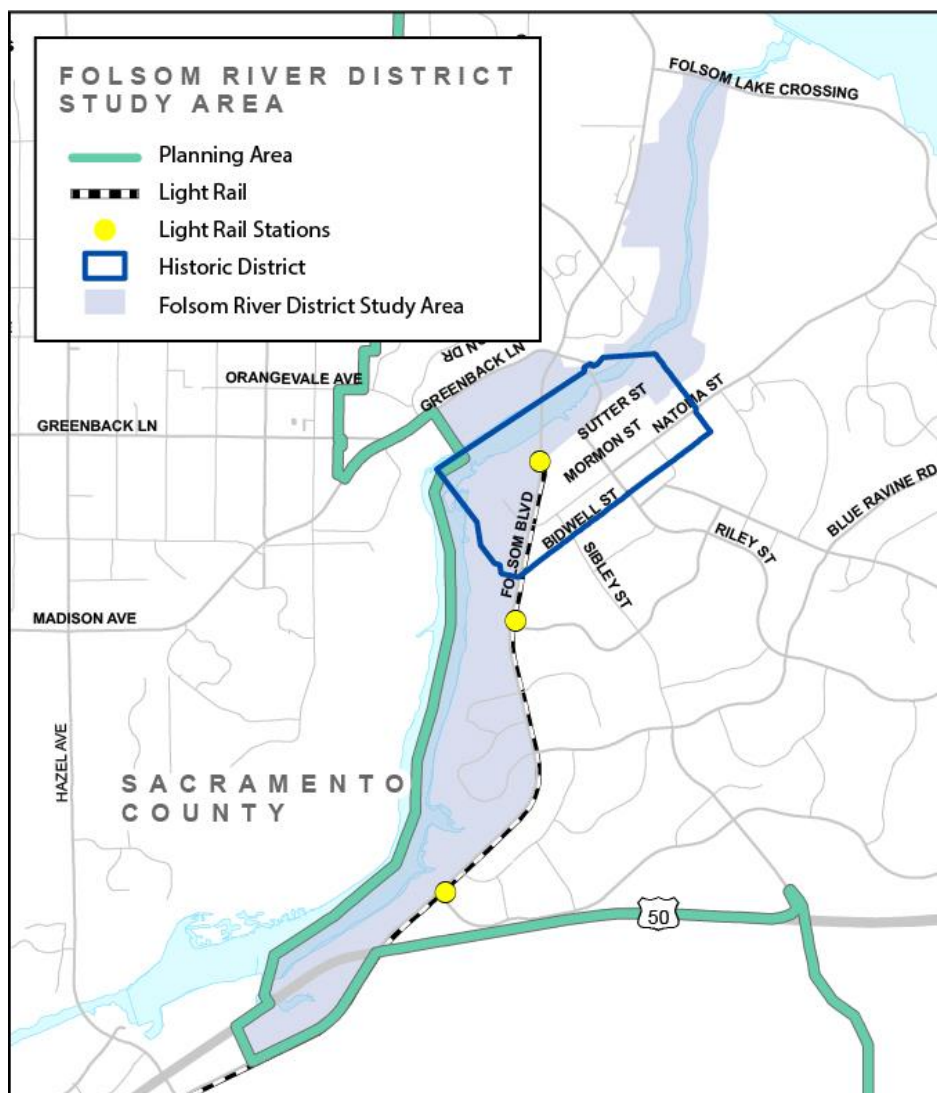 FOLSOM RIVER DISTRICT
STUDY AREA
Planning Area
Light Rail
Light Rail Stations
Historic District
Folsom River District Study Area
FOLSOM LAKE CROSSING
ORANGEVALE AVE
GREENBACK LN
GREENBACK LN
SUTTER ST
NATOMA ST
MORMON ST
BIDWELL ST
FOLSOM BLVD
SIBLEY ST
RILEY ST
BLUE RAVINE RD
MADISON AVE
HAZEL AVE
SACRAMENTO
COUNTY
50